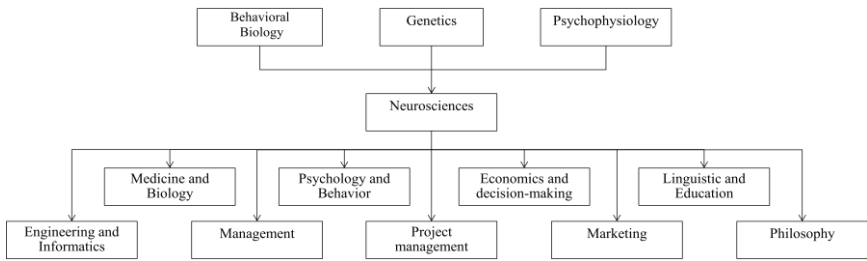 Behavioral
Biology
Genetics
Psychophysiology
Neurosciences
Medicine and
Biology
Psychology and
Behavior
Economics and
decision-making
Linguistic and
Education
Engineering and
Informatics
Management
Project
management
Marketing
Philosophy